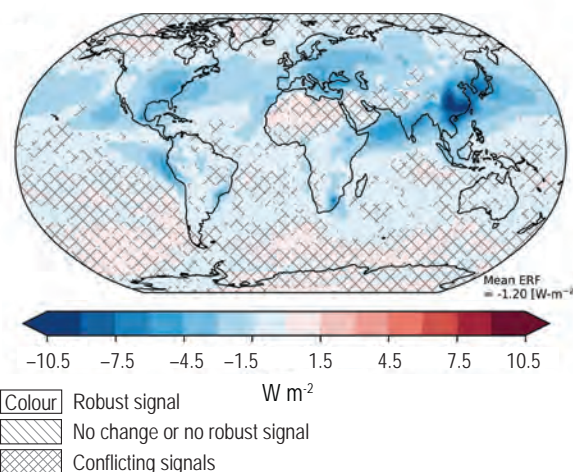 Mean ERF
= -1.20 [W-m⁻²
−10.5 −7.5 −4.5 −1.5 1.5 4.5 7.5 10.5
W m⁻²
Colour Robust signal
No change or no robust signal
Conflicting signals